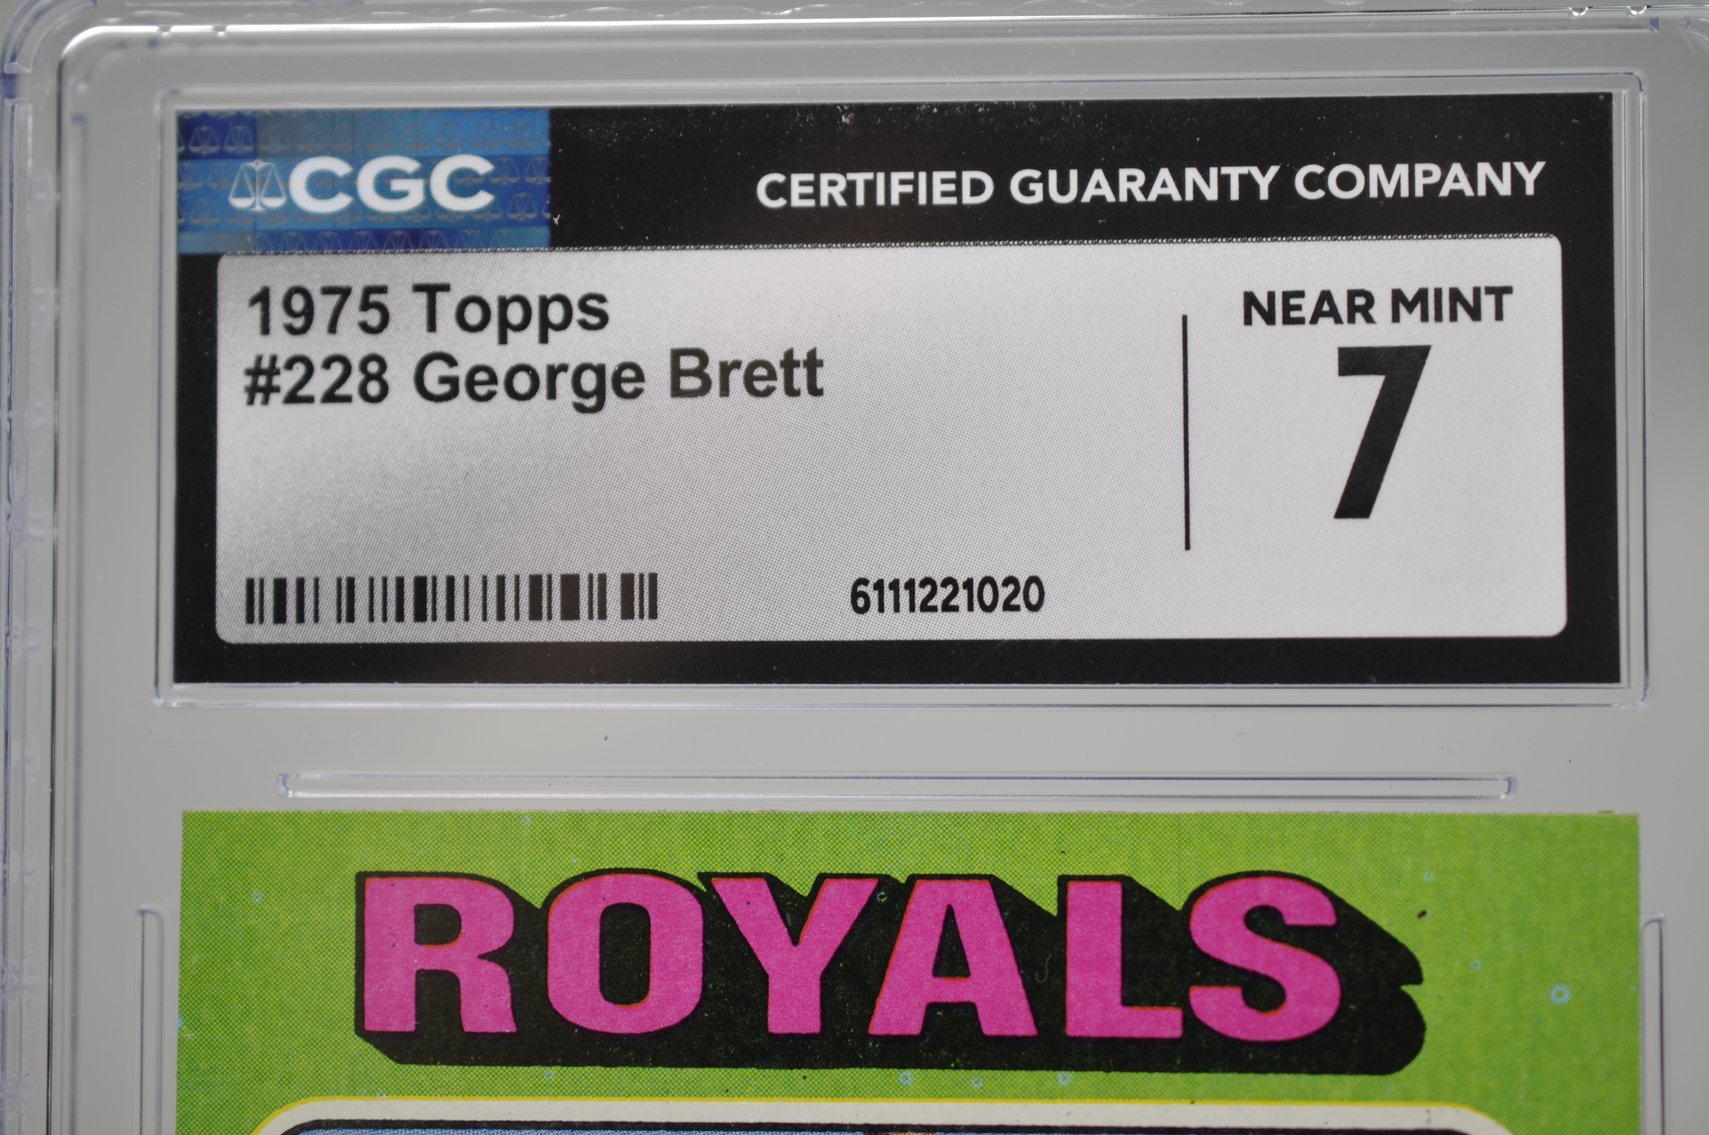 CGC
CERTIFIED GUARANTY COMPANY
1975 Topps
#228 George Brett
NEAR MINT
7
6111221020
ROYALS